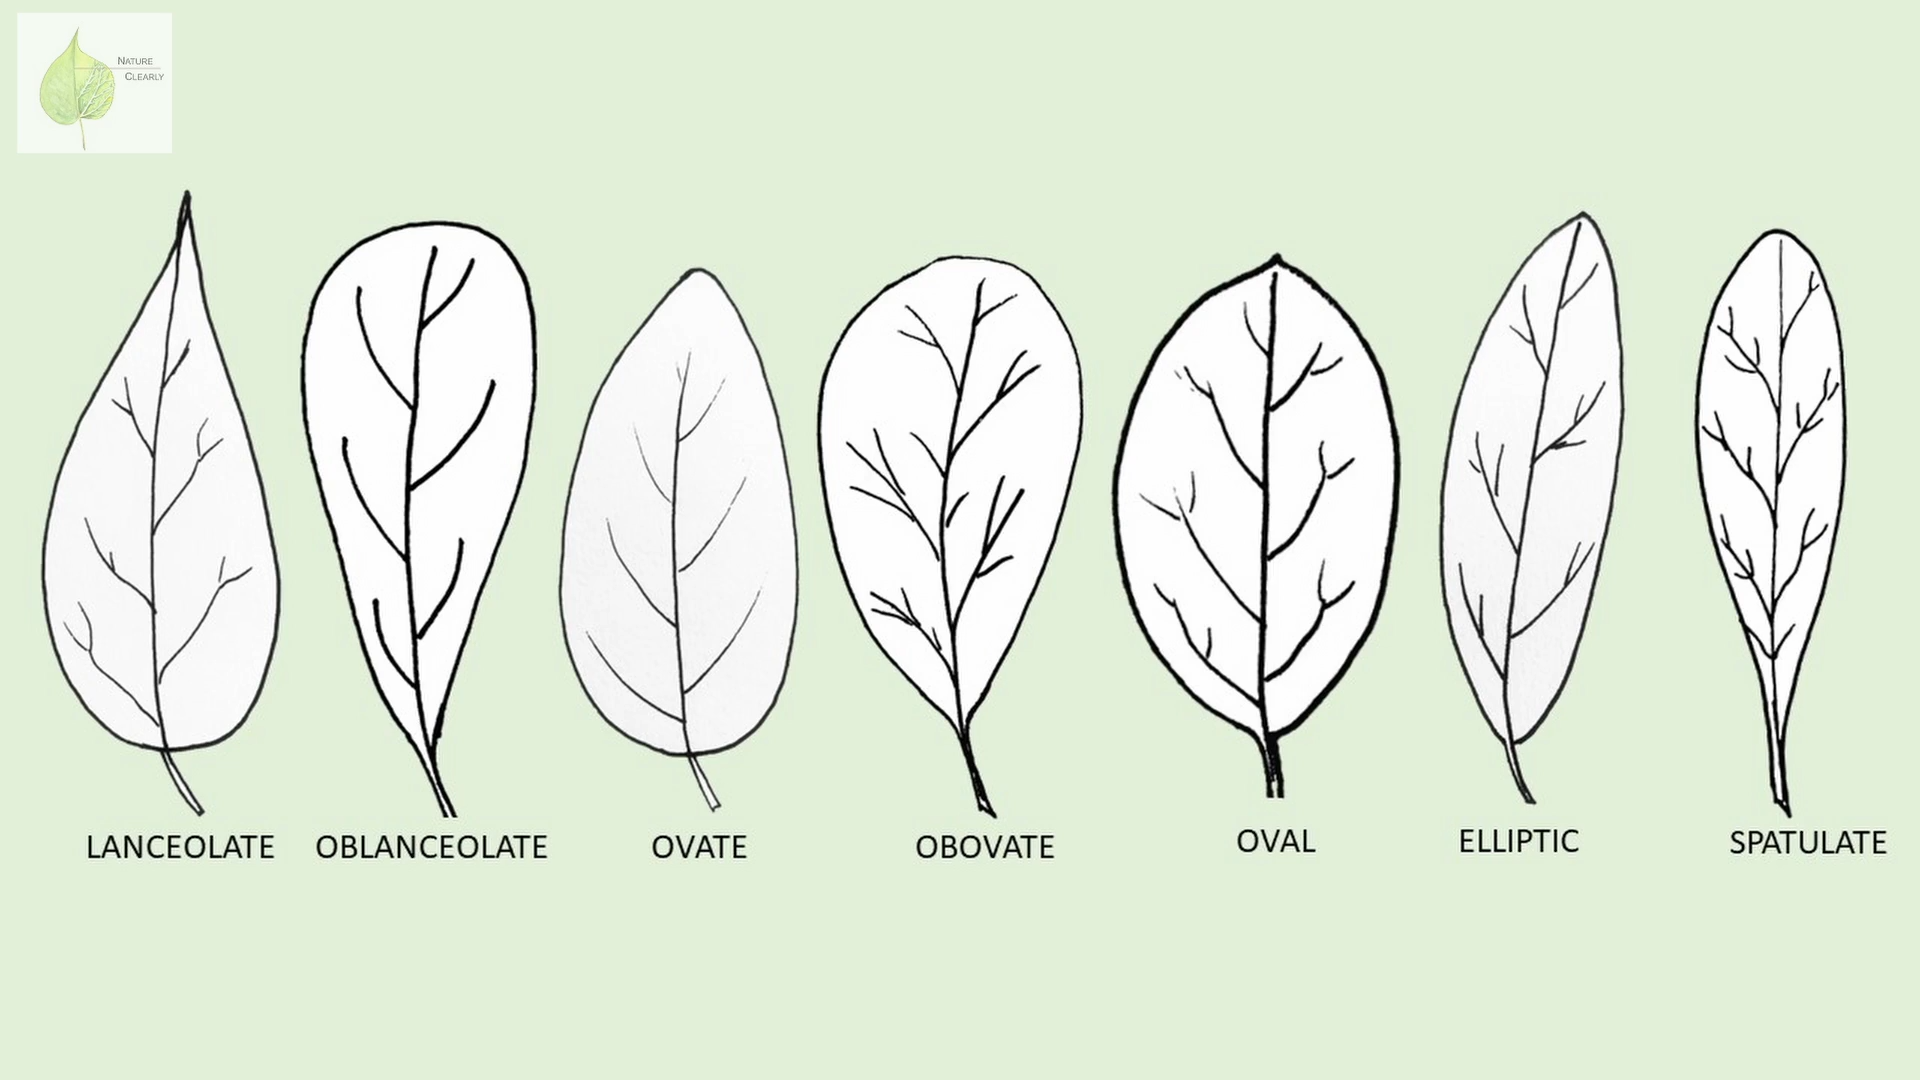 NATURE
CLEARLY
LANCEOLATE
OBLANCEOLATE
OVATE
OBOVATE
OVAL
ELLIPTIC
SPATULATE